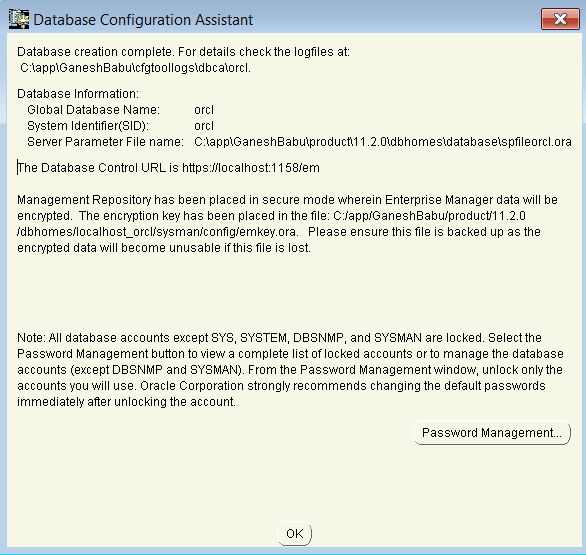 Database Configuration Assistant
Database creation complete. For details check the logfiles at:
C:\app\GaneshBabu\cfgtoollogs\dbca\orcl.
Database Information:
Global Database Name: orcl
System Identifier(SID): orcl
Server Parameter File name: C:\app\GaneshBabu\product\11.2.0\dbhomes\database\spfileorcl.ora
The Database Control URL is https://localhost:1158/em
Management Repository has been placed in secure mode wherein Enterprise Manager data will be
encrypted. The encryption key has been placed in the file: C:/app/GaneshBabu/product/11.2.0
/dbhomes/localhost_orcl/sysman/config/emkey.ora. Please ensure this file is backed up as the
encrypted data will become unusable if this file is lost.
Note: All database accounts except SYS, SYSTEM, DBSNMP, and SYSMAN are locked. Select the
Password Management button to view a complete list of locked accounts or to manage the database
accounts (except DBSNMP and SYSMAN). From the Password Management window, unlock only the
accounts you will use. Oracle Corporation strongly recommends changing the default passwords
immediately after unlocking the account.
Password Management...
OK